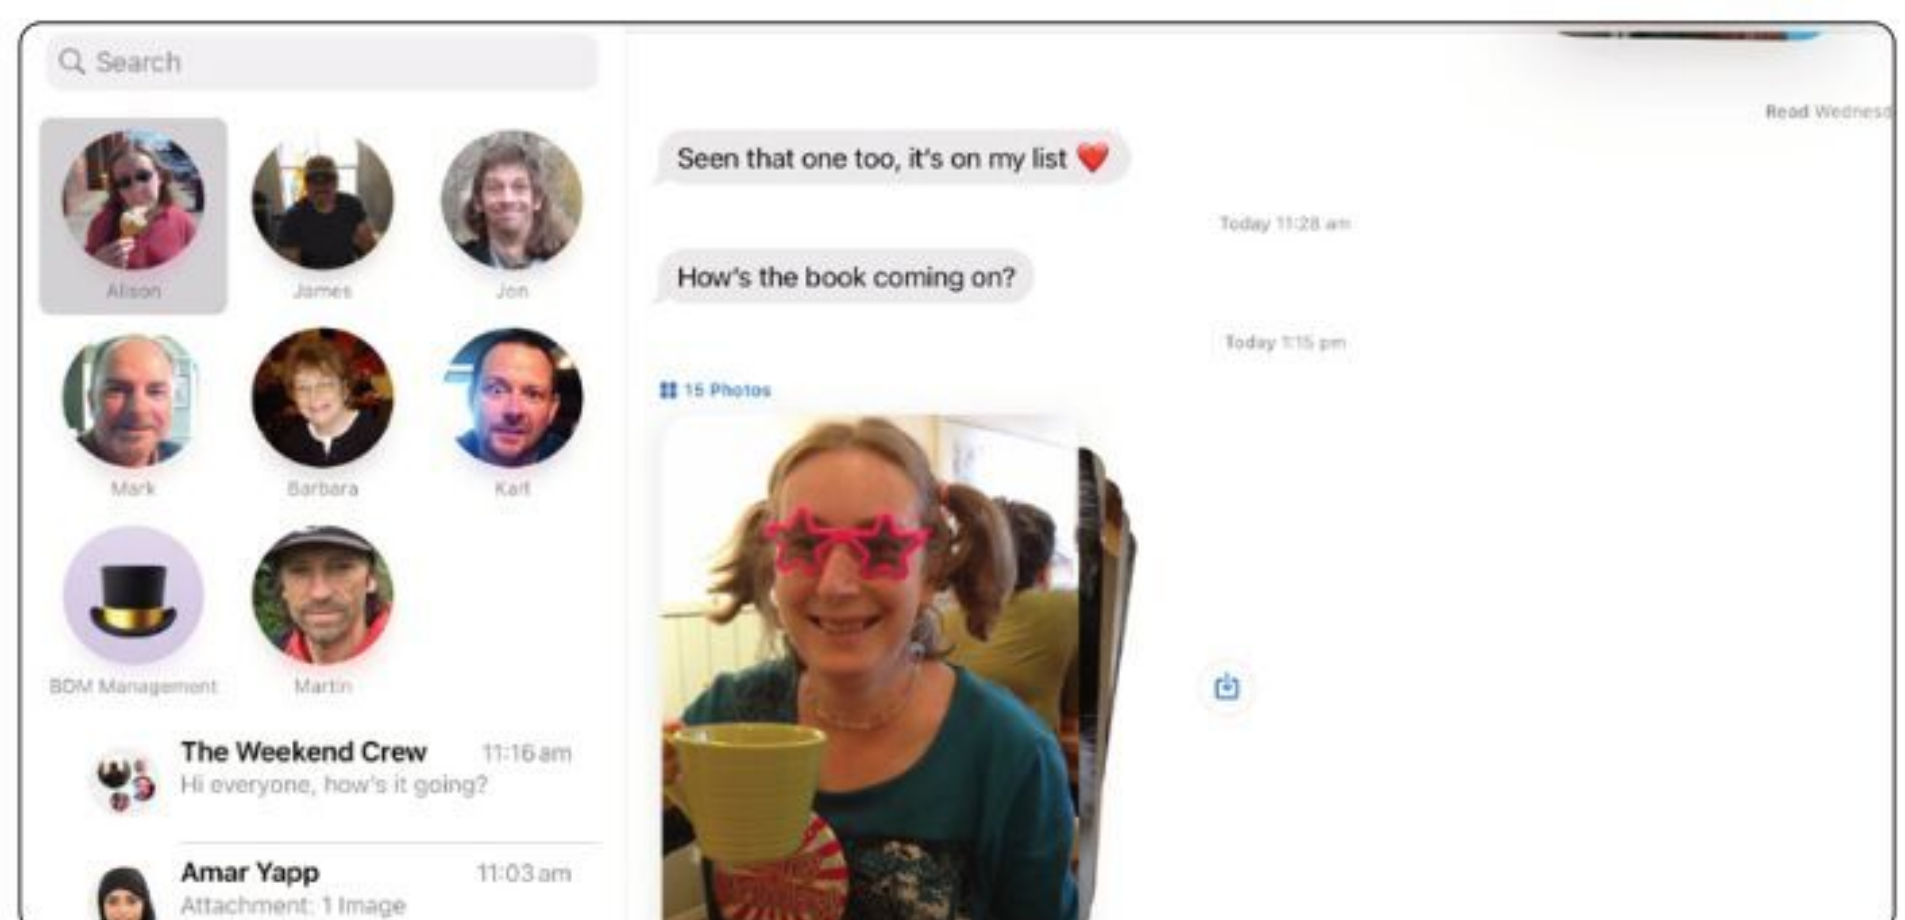 Search
Alison
James
Jon
Mark
Barbara
Karl
BDM Management
Martin
The Weekend Crew 11:16 am
Hi everyone, how's it going?
Amar Yapp 11:03 am
Attachment: 1 Image
Read Wednesd
Seen that one too, it's on my list ❤️
Today 11:28 am
How's the book coming on?
Today 1:15 pm
15 Photos